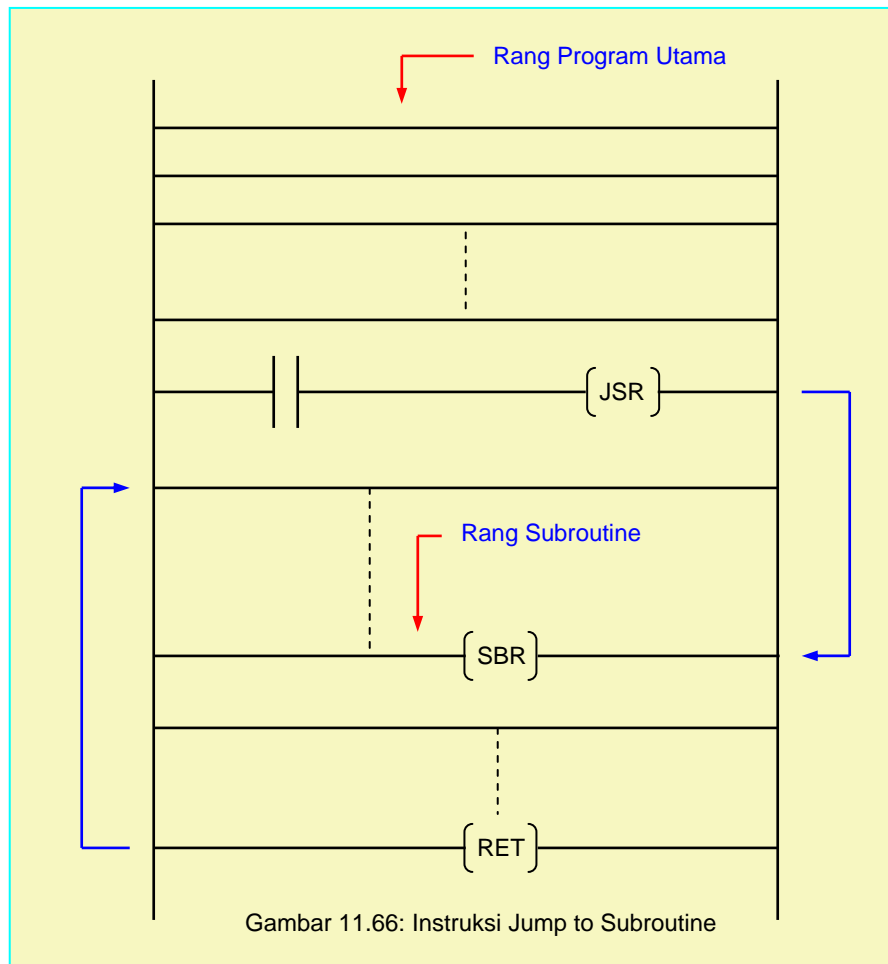 Rang Program Utama
JSR
Rang Subroutine
SBR
RET
Gambar 11.66: Instruksi Jump to Subroutine